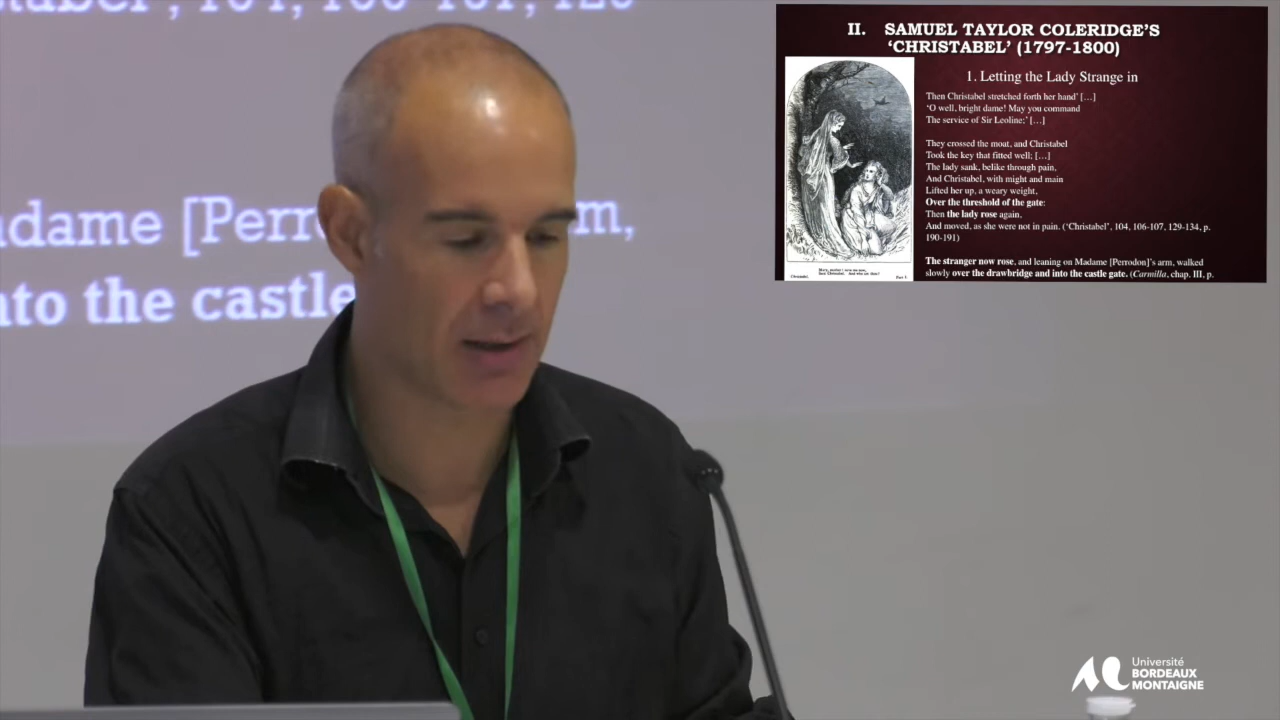 adame [Perr
m,
nto the castle
II. SAMUEL TAYLOR COLERIDGE'S
'CHRISTABEL' (1797-1800)
1. Letting the Lady Strange in
Then Christabel stretched forth her hand' […]
'O well, bright dame! May you command
The service of Sir Leoline;' […]
They crossed the moat, and Christabel
Took the key that fitted well; […]
The lady sank, belike through pain,
And Christabel, with might and main
Lifted her up, a weary weight,
Over the threshold of the gate:
Then the lady rose again,
And moved, as she were not in pain. ('Christabel', 104, 106-107, 129-134, p.
190-191)
The stranger now rose, and leaning on Madame [Perrodon]'s arm, walked
slowly over the drawbridge and into the castle gate. (Carmilla, chap. III, p.
Christabel.
Part I.
Université
BORDEAUX
MONTAIGNE